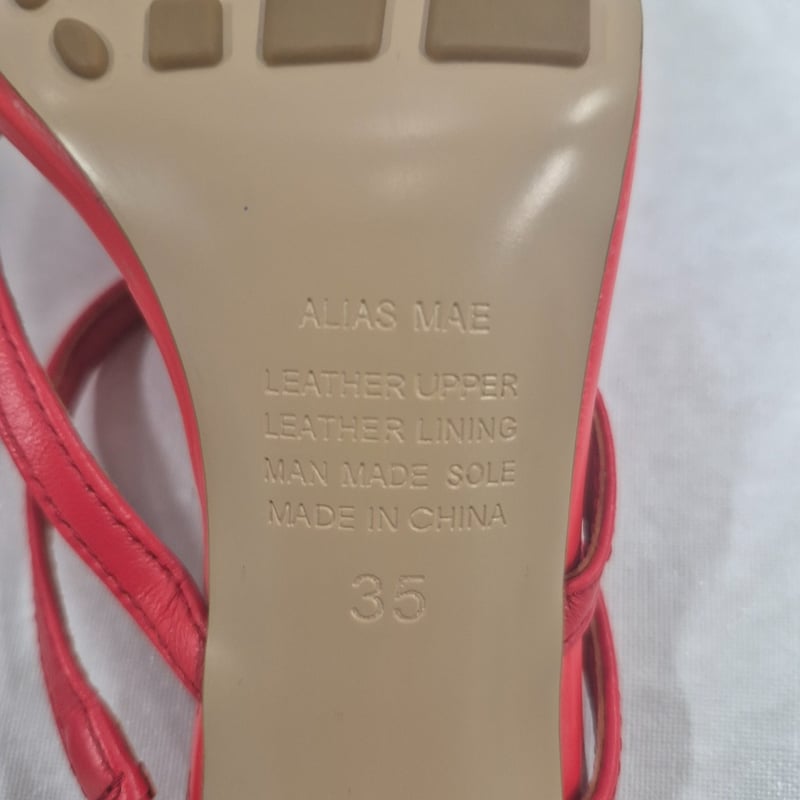 ALIAS MAE
LEATHER UPPER
LEATHER LINING
MAN MADE SOLE
MADE IN CHINA
35